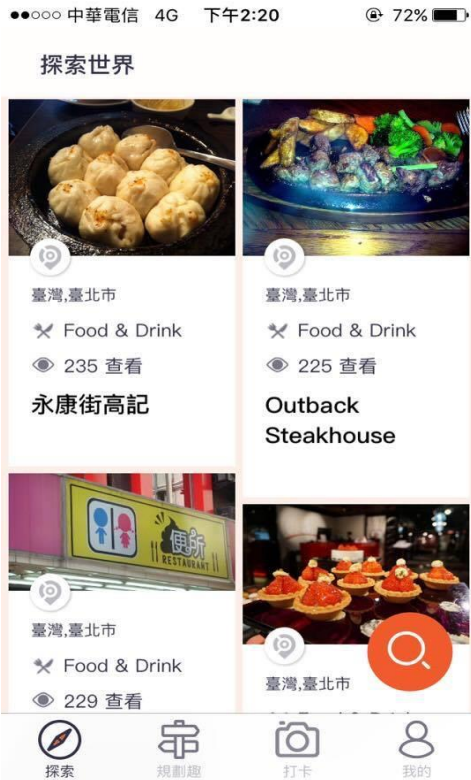 中華電信 4G 下午2:20 72%
探索世界
臺灣,臺北市
Food & Drink
235 查看
永康街高記
臺灣,臺北市
Food & Drink
225 查看
Outback
Steakhouse
便所
RESTAURANT
臺灣,臺北市
Food & Drink
229 查看
臺灣,臺北市
探索
規劃趣
打卡
我的